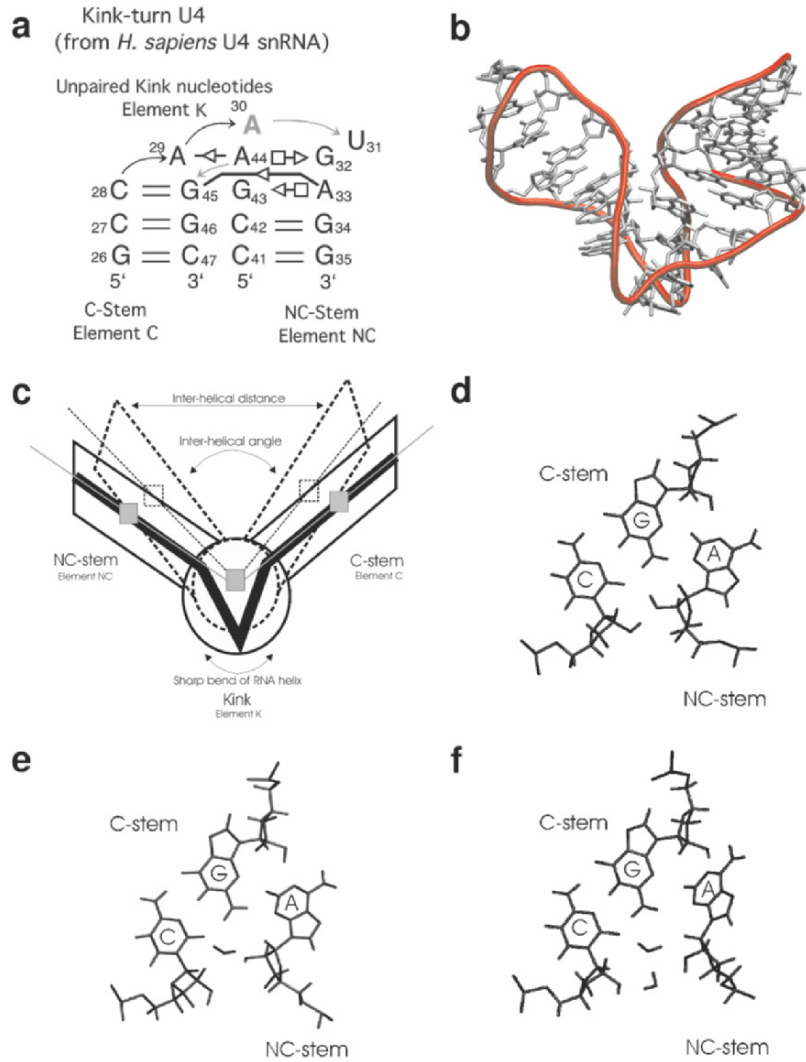 a
Kink-turn U4
(from H. sapiens U4 snRNA)
Unpaired Kink nucleotides
Element K
30
A
U31
29
A A44 G32
28 C G45 G43 A33
27 C G46 C42 G34
26 G C47 C41 G35
5‘ 3‘ 5‘ 3‘
C-Stem NC-Stem
Element C Element NC
b
c
Inter-helical distance
Inter-helical angle
NC-stem C-stem
Element NC Element C
Sharp bend of RNA helix
Kink
Element K
d
C-stem
G
A
C
NC-stem
e
C-stem
G
A
C
NC-stem
f
C-stem
G
A
C
NC-stem